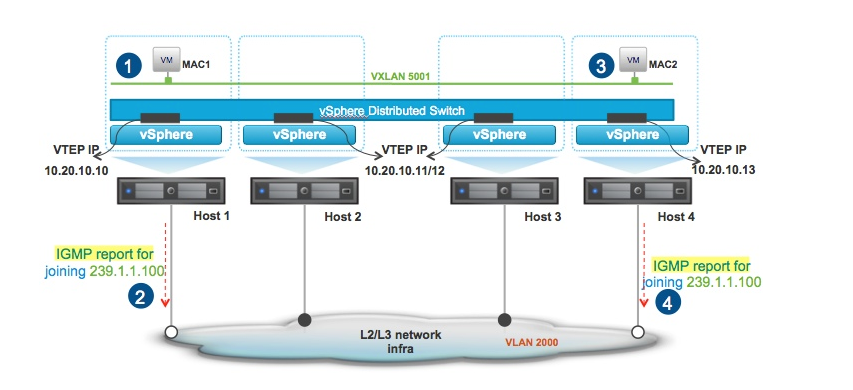 1
VM
MAC1
3
VM
MAC2
VXLAN 5001
vSphere Distributed Switch
vSphere
vSphere
vSphere
vSphere
VTEP IP
10.20.10.10
VTEP IP
10.20.10.11/12
VTEP IP
10.20.10.13
Host 1
Host 2
Host 3
Host 4
IGMP report for
joining 239.1.1.100
2
IGMP report for
joining 239.1.1.100
4
L2/L3 network
infra
VLAN 2000